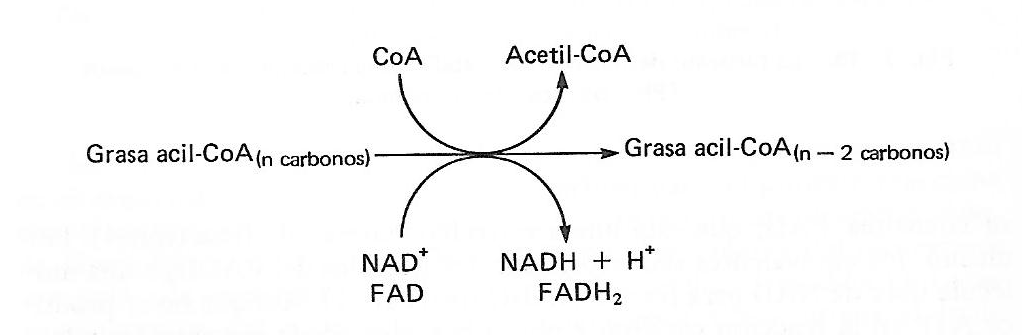 CoA Acetil-CoA
Grasa acil-CoA(n carbonos) Grasa acil-CoA(n – 2 carbonos)
NAD⁺ NADH + H⁺
FAD FADH₂